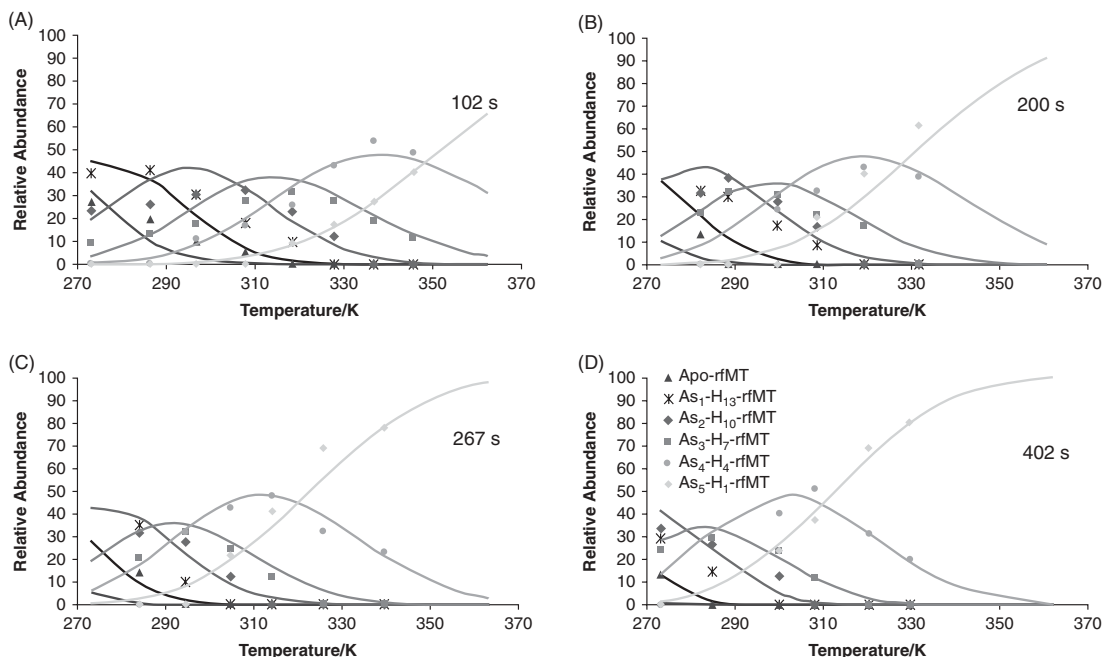 (A)
100
90
80
70
60
50
40
30
20
10
0
Relative Abundance
102 s
270 290 310 330 350 370
Temperature/K
(B)
100
90
80
70
60
50
40
30
20
10
0
Relative Abundance
200 s
270 290 310 330 350 370
Temperature/K
(C)
100
90
80
70
60
50
40
30
20
10
0
Relative Abundance
267 s
270 290 310 330 350 370
Temperature/K
(D)
100
90
80
70
60
50
40
30
20
10
0
Relative Abundance
Apo-rfMT
As₁-H₁₃-rfMT
As₂-H₁₀-rfMT
As₃-H₇-rfMT
As₄-H₄-rfMT
As₅-H₁-rfMT
402 s
270 290 310 330 350 370
Temperature/K